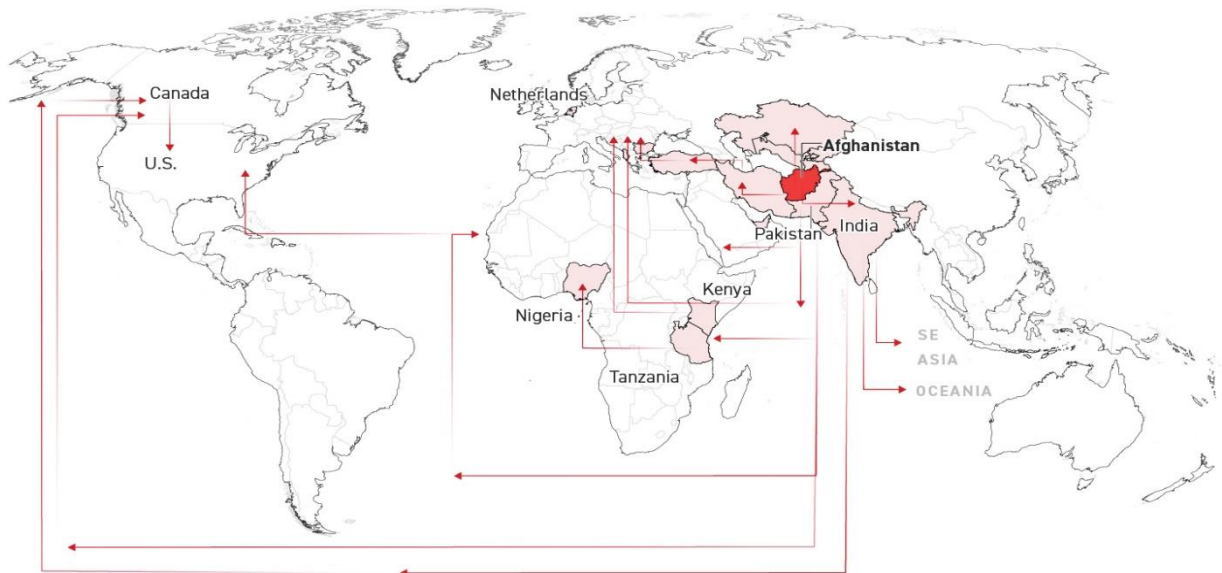 Canada
Netherlands
Afghanistan
U.S.
Pakistan
India
Kenya
Nigeria
SE
ASIA
Tanzania
OCEANIA